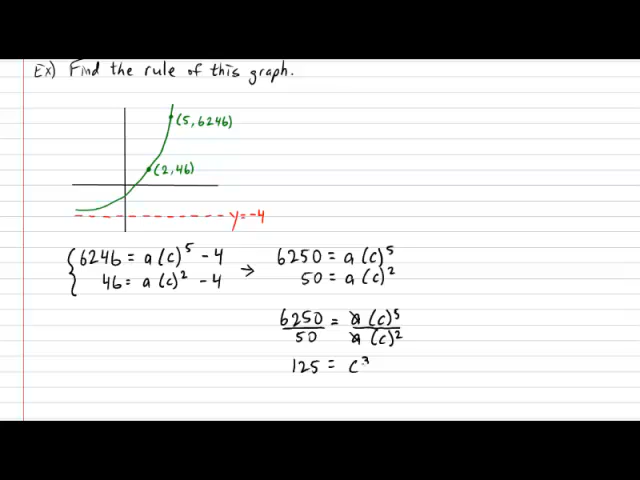 Ex) Find the rule of this graph.
(5, 6246)
(2, 46)
y = -4
6246 = a(c)⁵ - 4
46 = a(c)² - 4
→
6250 = a(c)⁵
50 = a(c)²
6250/50 = a(c)⁵/a(c)²
125 = c³